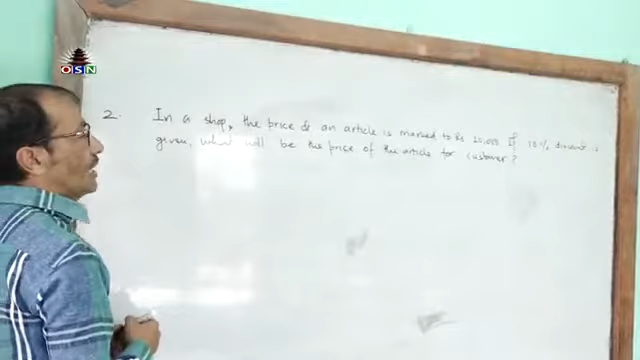 OSN
2. In a shop, the price of an article is marked to Rs 20,000 If 10% discount is
given, what will be the price of the article for customer?